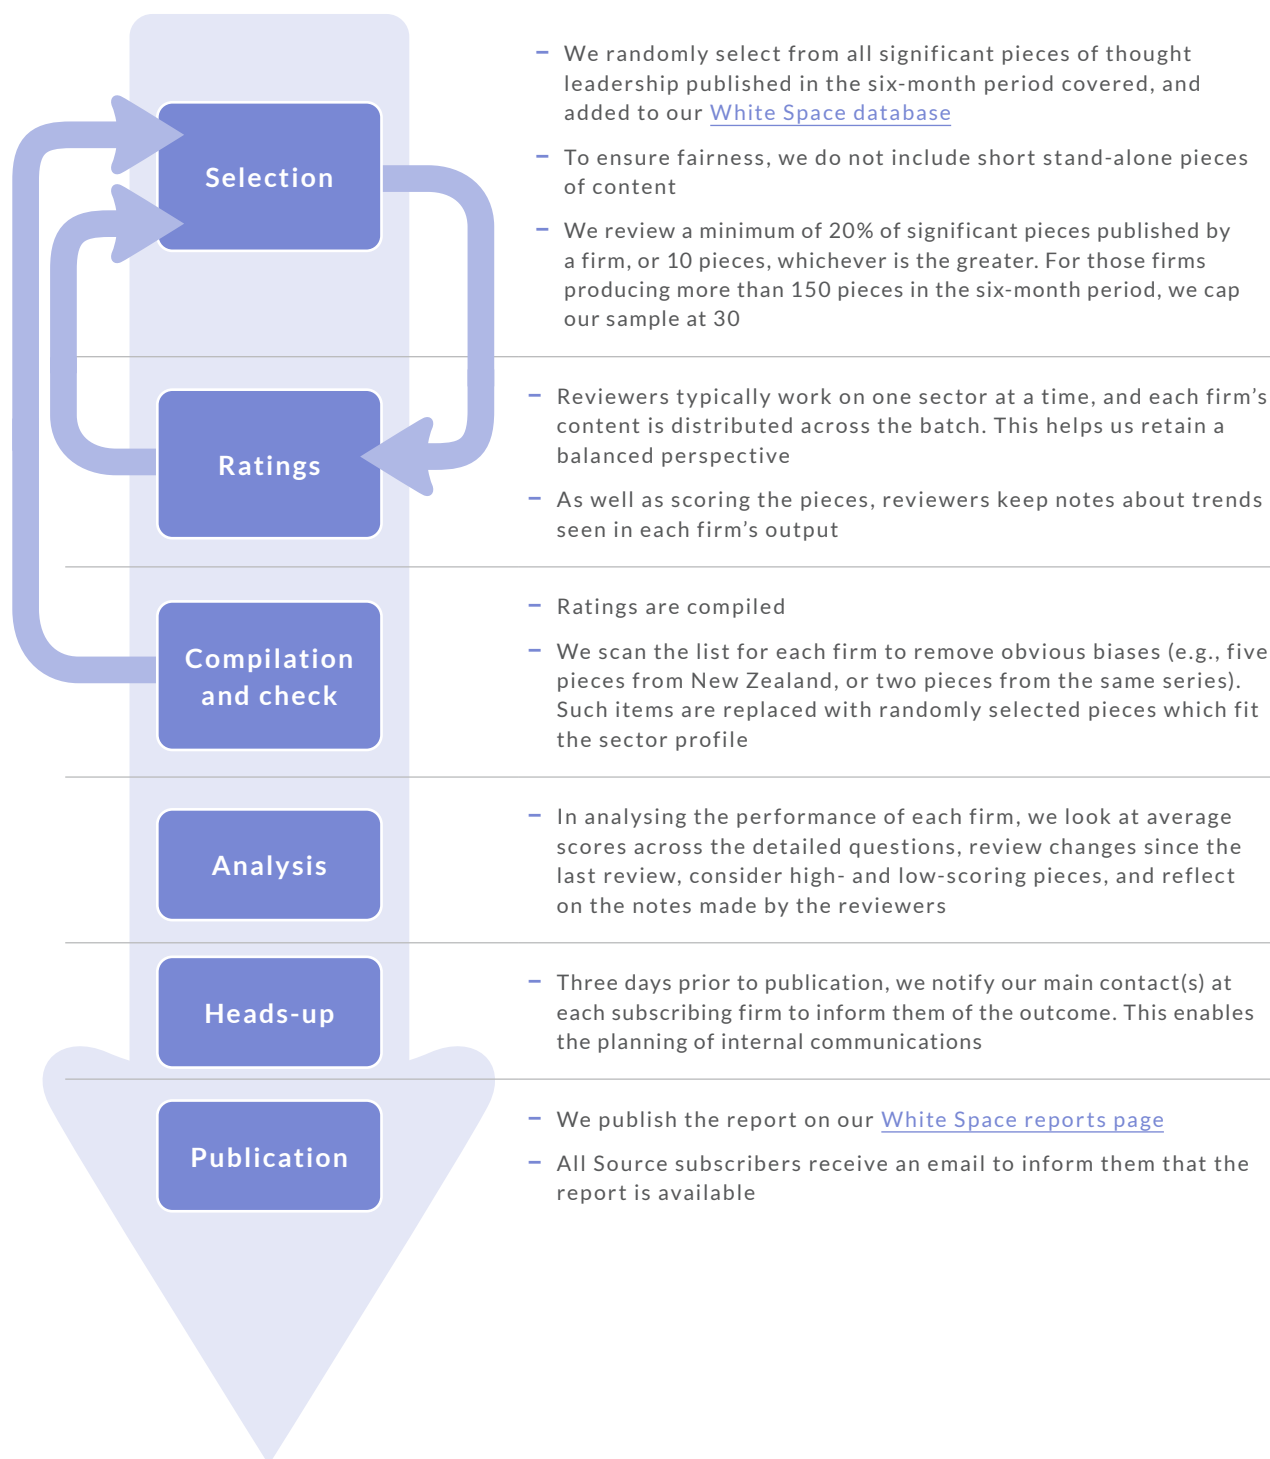 Selection
– We randomly select from all significant pieces of thought
leadership published in the six-month period covered, and
added to our White Space database
– To ensure fairness, we do not include short stand-alone pieces
of content
– We review a minimum of 20% of significant pieces published by
a firm, or 10 pieces, whichever is the greater. For those firms
producing more than 150 pieces in the six-month period, we cap
our sample at 30
Ratings
– Reviewers typically work on one sector at a time, and each firm’s
content is distributed across the batch. This helps us retain a
balanced perspective
– As well as scoring the pieces, reviewers keep notes about trends
seen in each firm’s output
Compilation
and check
– Ratings are compiled
– We scan the list for each firm to remove obvious biases (e.g., five
pieces from New Zealand, or two pieces from the same series).
Such items are replaced with randomly selected pieces which fit
the sector profile
Analysis
– In analysing the performance of each firm, we look at average
scores across the detailed questions, review changes since the
last review, consider high- and low-scoring pieces, and reflect
on the notes made by the reviewers
Heads-up
– Three days prior to publication, we notify our main contact(s) at
each subscribing firm to inform them of the outcome. This enables
the planning of internal communications
Publication
– We publish the report on our White Space reports page
– All Source subscribers receive an email to inform them that the
report is available